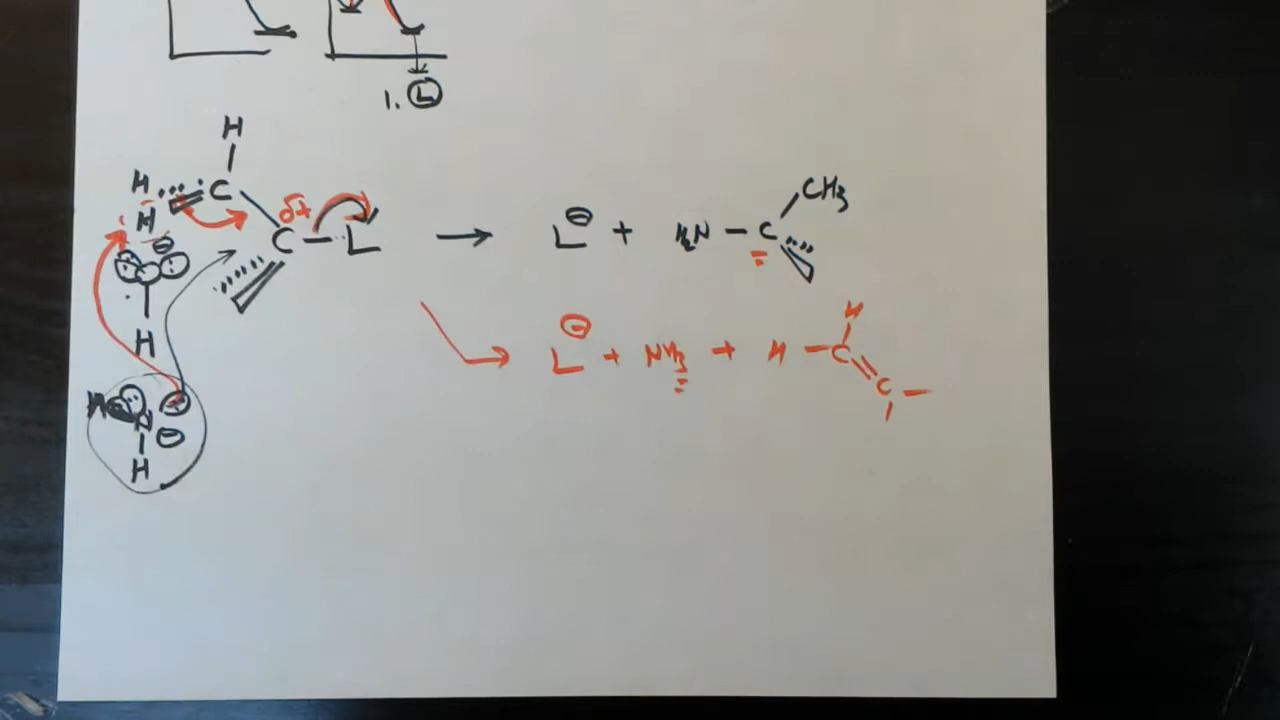 1. L
H
H C
H δ+
C – L → L⊖ + H₂N – C CH3
⊖
H
L⊖ + NH3 + H – C = C –
H
N ⊖
H